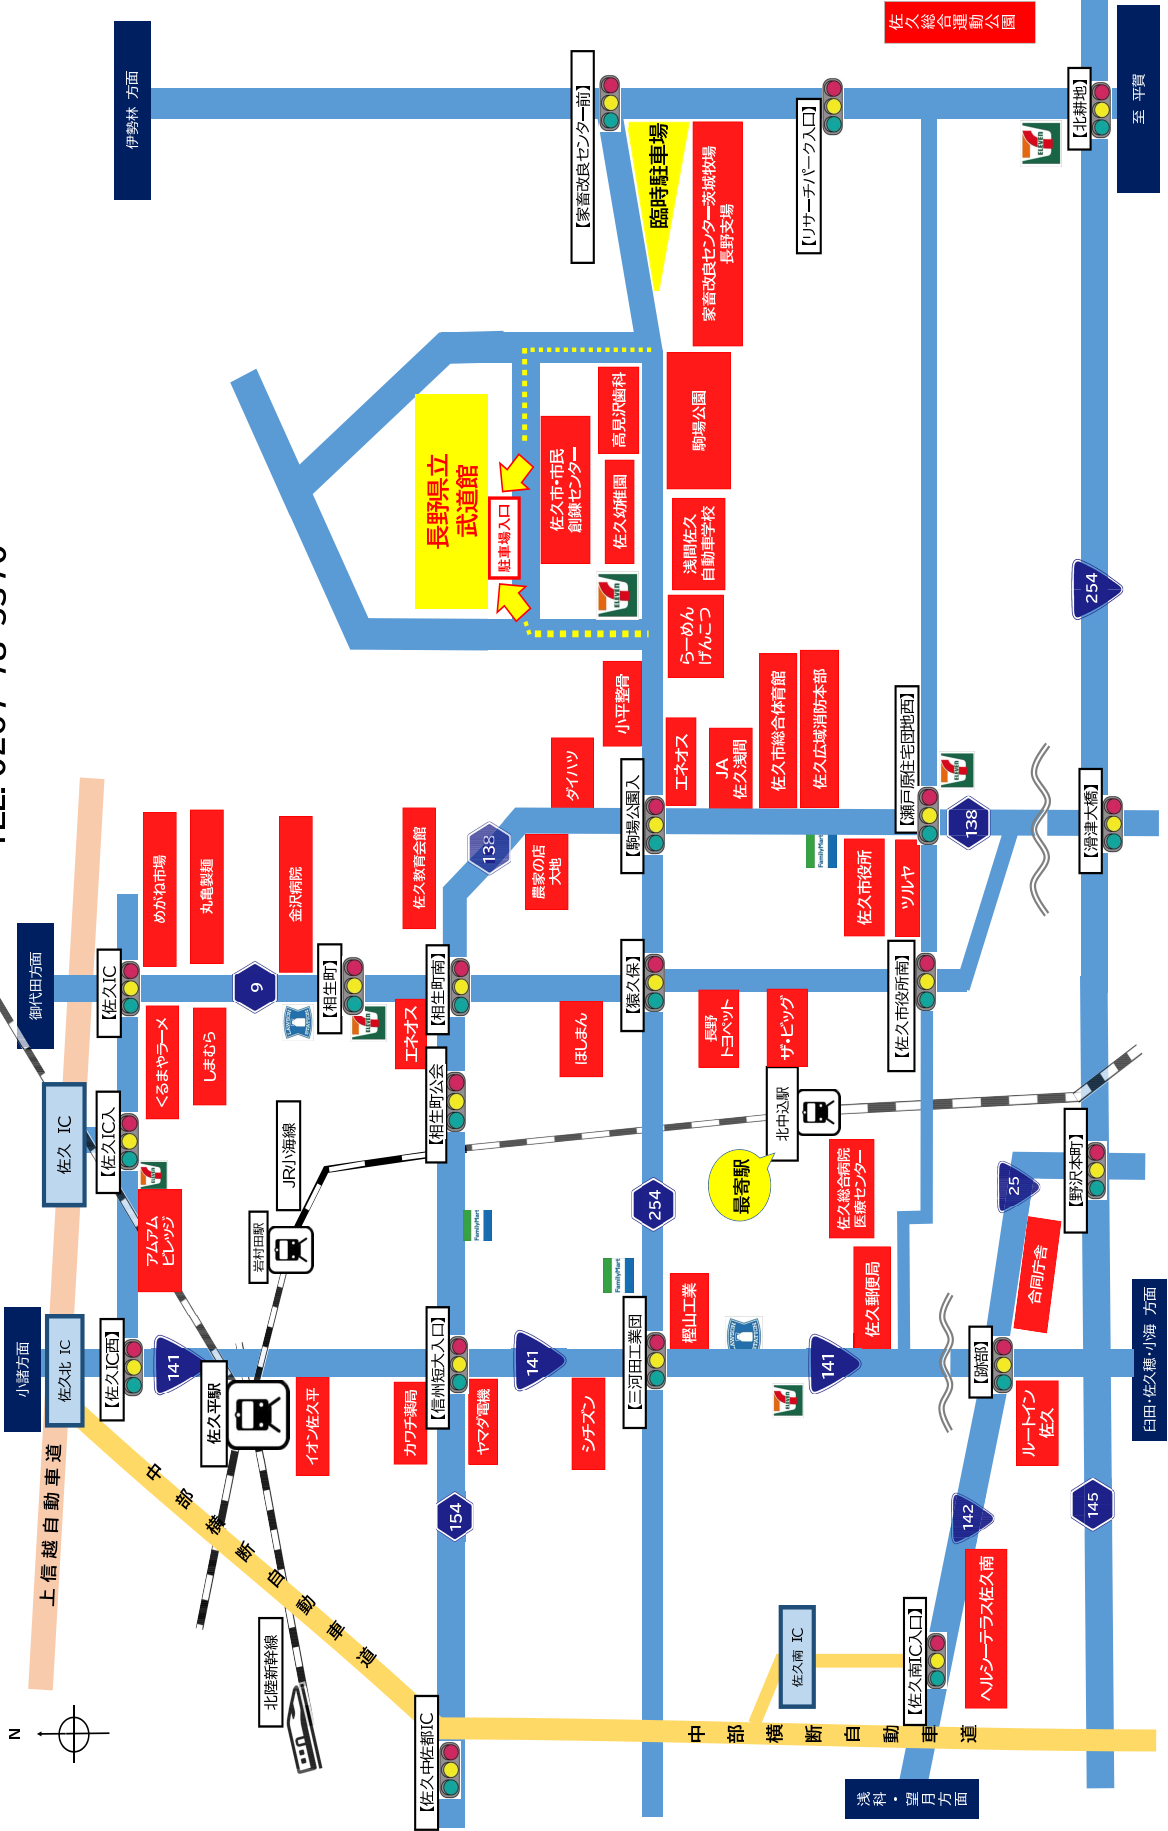 N
上信越自動車道
小諸方面
佐久北 IC
【佐久IC西】
141
佐久 IC
【佐久IC入】
アムアム
ビレッジ
御代田方面
【佐久IC】
くるまやラーメ
しまむら
めがね市場
丸亀製麺
金沢病院
9
伊勢林 方面
中部横断自動車道
北陸新幹線
佐久平駅
イオン佐久平
岩村田駅
JR小海線
LAWSON
【相生町】
ELEVEN
エネオス
佐久教育会館
【佐久中佐都IC】
154
カワチ薬局
【信州短大入口】
ヤマダ電機
FamilyMart
【相生町公会
【相生町南】
138
農家の店
大地
ダイハツ
長野県立
武道館
駐車場入口
佐久市・市民
創錬センター
佐久幼稚園
高見沢歯科
ELEVEN
小平整骨
141
シチズン
ほしまん
FamilyMart
【三河田工業団
254
【猿久保】
【駒場公園入
【家畜改良センター前】
臨時駐車場
家畜改良センター茨城牧場
長野支場
駒場公園
浅間佐久
自動車学校
らーめん
げんこつ
エネオス
JA
佐久浅間
佐久市総合体育館
佐久広域消防本部
樫山工業
最寄駅
北中込駅
長野
トヨペット
ザ・ビッグ
FamilyMart
佐久市役所
ツルヤ
【リサーチパーク入口】
141
佐久総合病院
医療センター
佐久郵便局
【佐久市役所南】
【瀬戸原住宅団地西】
ELEVEN
138
佐久総合運動公園
中部横断自動車道
佐久南 IC
【佐久南IC入口】
浅科・望月方面
142
ヘルシーテラス佐久南
【跡部】
ルートイン
佐久
25
合同庁舎
【野沢本町】
145
臼田・佐久穂・小海 方面
【滑津大橋】
254
ELEVEN
【北耕地】
至 平賀